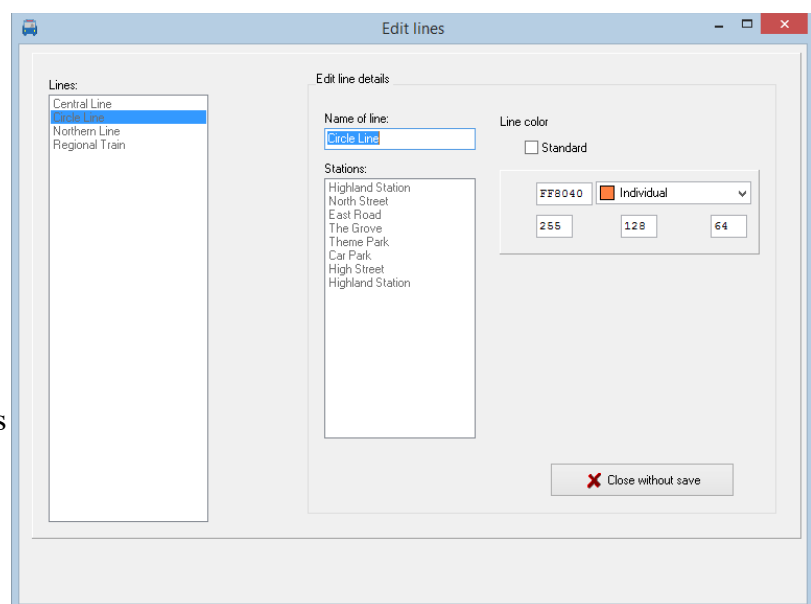 Edit lines
Lines:
Central Line
Circle Line
Northern Line
Regional Train
Edit line details
Name of line:
Circle Line
Stations:
Highland Station
North Street
East Road
The Grove
Theme Park
Car Park
High Street
Highland Station
Line color
Standard
FF8040 Individual
255 128 64
Close without save
s